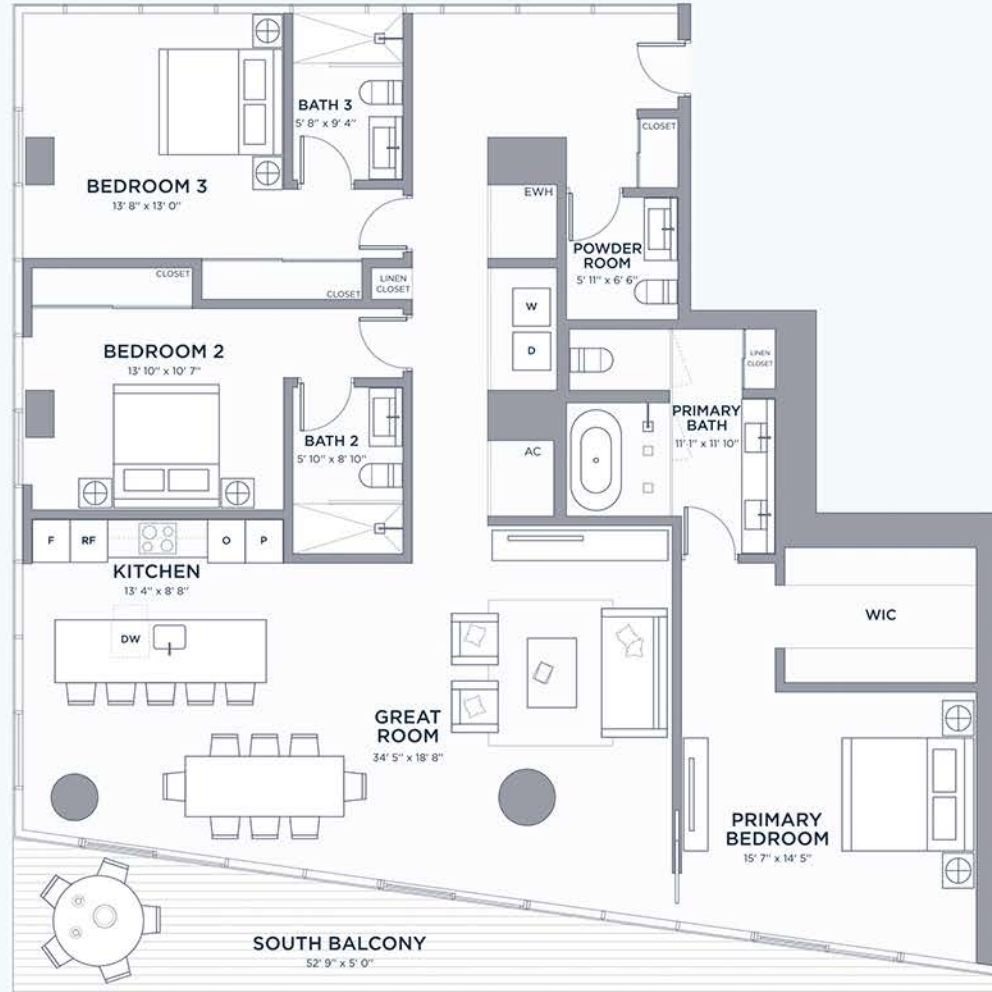 BATH 3
5' 8" x 9' 4"
CLOSET
BEDROOM 3
13' 8" x 13' 0"
EWH
POWDER
ROOM
5' 11" x 6' 6"
CLOSET
CLOSET
LINEN
CLOSET
W
D
BEDROOM 2
13' 10" x 10' 7"
LINEN
CLOSET
PRIMARY
BATH
11' 1" x 11' 10"
BATH 2
5' 10" x 8' 10"
AC
F RF O P
KITCHEN
13' 4" x 8' 8"
DW
WIC
GREAT
ROOM
34' 5" x 18' 8"
PRIMARY
BEDROOM
15' 7" x 14' 5"
SOUTH BALCONY
52' 9" x 5' 0"